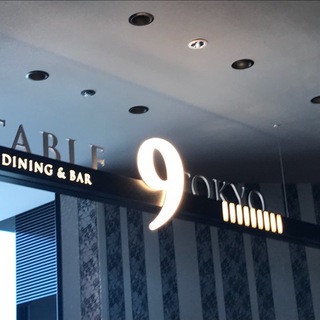 TABLE 9 TOKYO
DINING & BAR